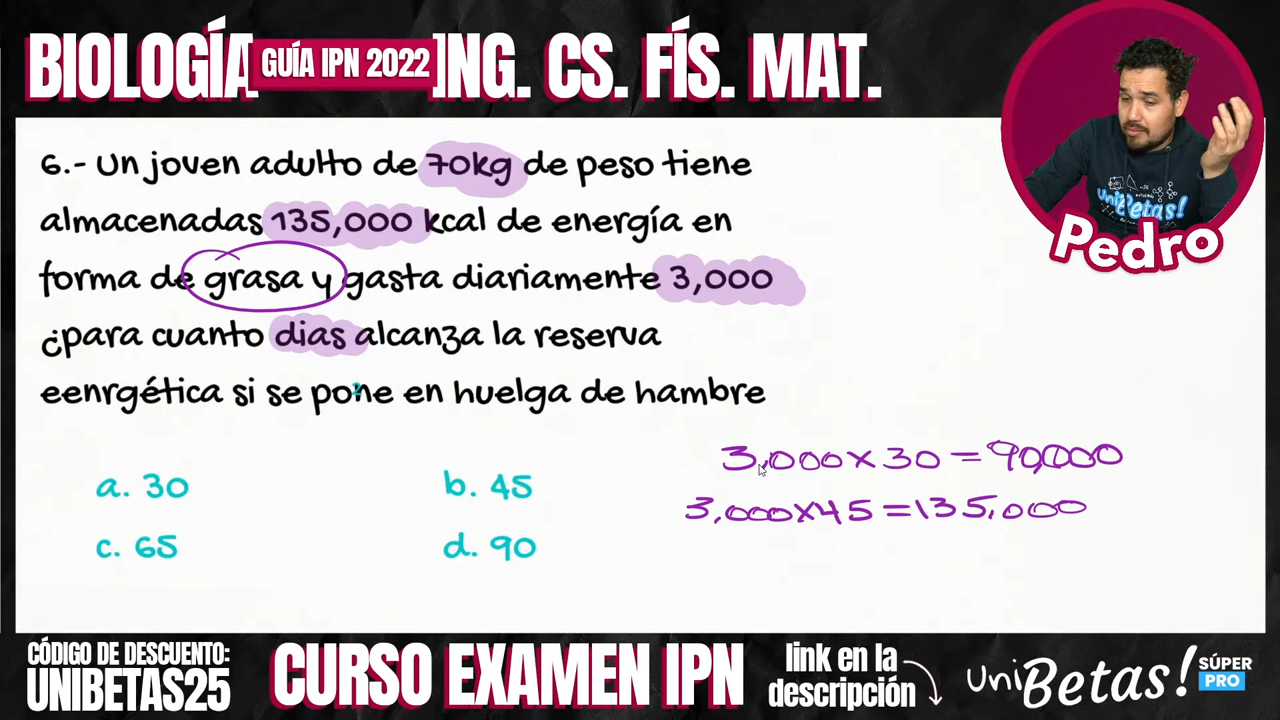 BIOLOGÍA GUÍA IPN 2022 ING. CS. FÍS. MAT.
6.- Un joven adulto de 70kg de peso tiene
almacenadas 135,000 kcal de energía en
forma de grasa y gasta diariamente 3,000
¿para cuanto dias alcanza la reserva
eenrgética si se pone en huelga de hambre
a. 30
b. 45
c. 65
d. 90
3,000 x 30 = 90,000
3,000 x 45 = 135,000
UniBetas!
Pedro
CÓDIGO DE DESCUENTO:
UNIBETAS25
CURSO EXAMEN IPN
link en la
descripción
UniBetas! SÚPER
PRO